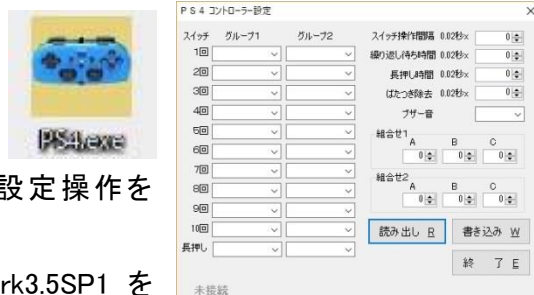 PS4 コントローラー設定
×
スイッチ グループ1 グループ2
1回
2回
3回
4回
5回
6回
7回
8回
9回
10回
長押し
スイッチ操作間隔 0.02秒× 0
繰り返し待ち時間 0.02秒× 0
長押し時間 0.02秒× 0
ばたつき除去 0.02秒× 0
ブザー音
組合せ1
A B C
0 0 0
組合せ2
A B C
0 0 0
読み出し R 書き込み W
終 了 E
未接続
PS4.exe
設定操作を
rk3.5SP1 を